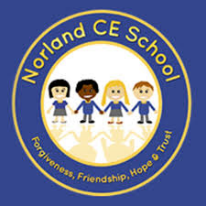 Norland CE School
Forgiveness, Friendship, Hope & Trust